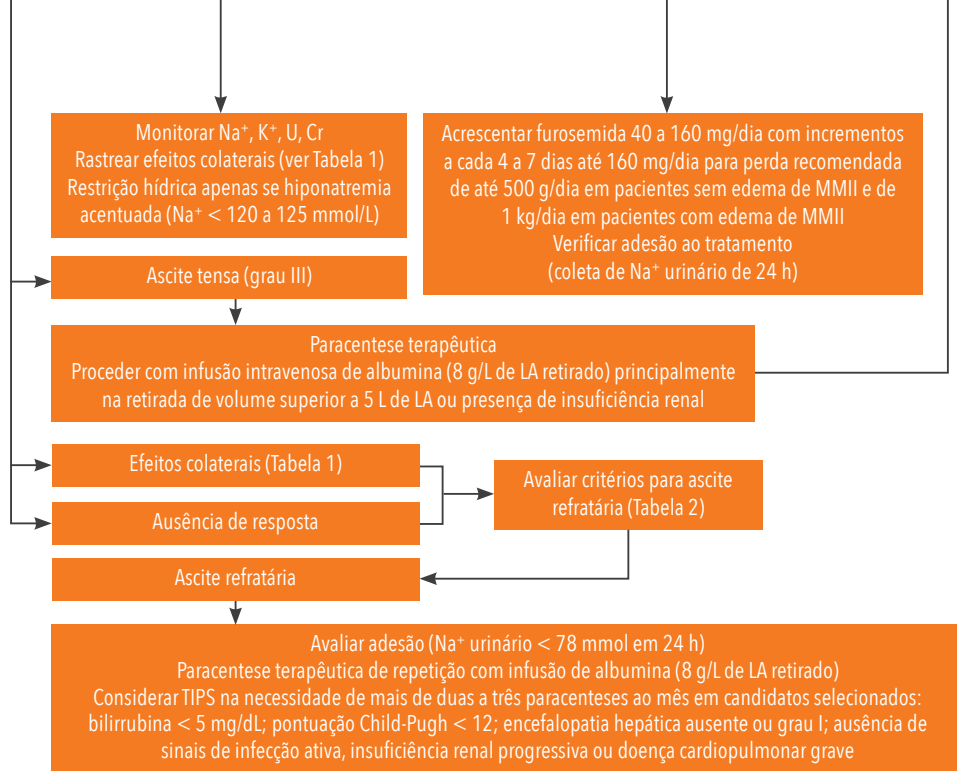 Monitorar Na⁺, K⁺, U, Cr
Rastrear efeitos colaterais (ver Tabela 1)
Restrição hídrica apenas se hiponatremia
acentuada (Na⁺ < 120 a 125 mmol/L)
Acrescentar furosemida 40 a 160 mg/dia com incrementos
a cada 4 a 7 dias até 160 mg/dia para perda recomendada
de até 500 g/dia em pacientes sem edema de MMII e de
1 kg/dia em pacientes com edema de MMII
Verificar adesão ao tratamento
(coleta de Na⁺ urinário de 24 h)
Ascite tensa (grau III)
Paracentese terapêutica
Proceder com infusão intravenosa de albumina (8 g/L de LA retirado) principalmente
na retirada de volume superior a 5 L de LA ou presença de insuficiência renal
Efeitos colaterais (Tabela 1)
Ausência de resposta
Avaliar critérios para ascite
refratária (Tabela 2)
Ascite refratária
Avaliar adesão (Na⁺ urinário < 78 mmol em 24 h)
Paracentese terapêutica de repetição com infusão de albumina (8 g/L de LA retirado)
Considerar TIPS na necessidade de mais de duas a três paracenteses ao mês em candidatos selecionados:
bilirrubina < 5 mg/dL; pontuação Child-Pugh < 12; encefalopatia hepática ausente ou grau I; ausência de
sinais de infecção ativa, insuficiência renal progressiva ou doença cardiopulmonar grave